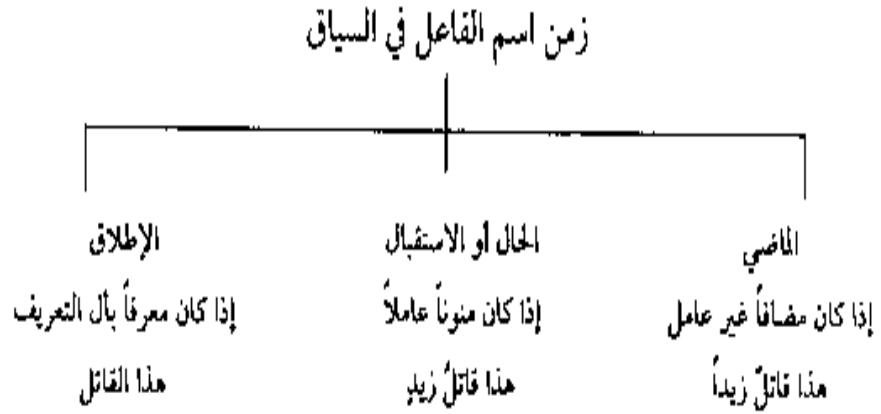 زمن اسم الفاعل في السياق
الماضي
إذا كان مضافاً غير عامل
هذا قاتلٌ زيداً
الحال أو الاستقبال
إذا كان منوناً عاملاً
هذا قاتلُ زيدٍ
الإطلاق
إذا كان معرفاً بأل التعريف
هذا القاتل